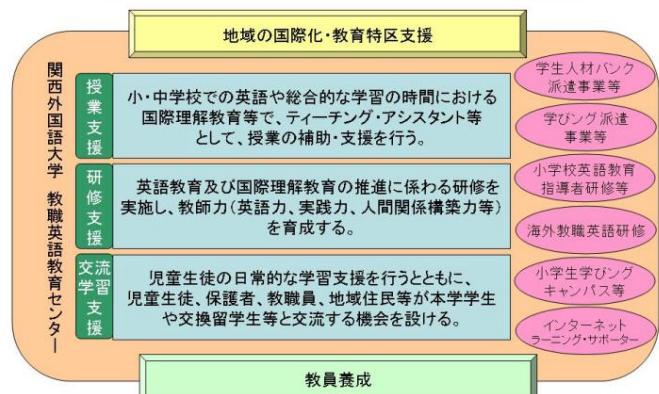 地域の国際化・教育特区支援
関西外国語大学 教職英語教育センター
授業支援
小・中学校での英語や総合的な学習の時間における
国際理解教育等で、ティーチング・アシスタント等
として、授業の補助・支援を行う。
学生人材バンク
派遣事業等
学びング派遣
事業等
研修支援
英語教育及び国際理解教育の推進に係わる研修を
実施し、教師力（英語力、実践力、人間関係構築力等）
を育成する。
小学校英語教育
指導者研修等
海外教職英語研修
交流
学習
支援
児童生徒の日常的な学習支援を行うとともに、
児童生徒、保護者、教職員、地域住民等が本学学生
や交換留学生等と交流する機会を設ける。
小学生学びング
キャンパス等
インターネット
ラーニング・サポーター
教員養成